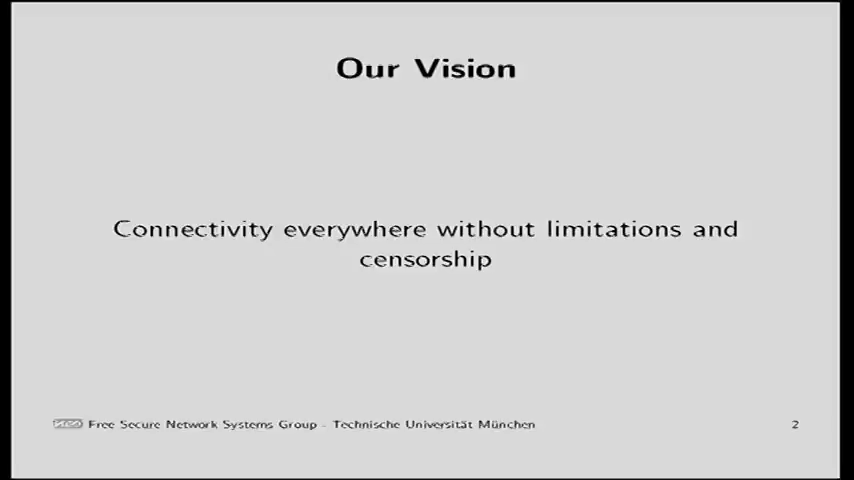 Our Vision
Connectivity everywhere without limitations and
censorship
Free Secure Network Systems Group - Technische Universität München
2